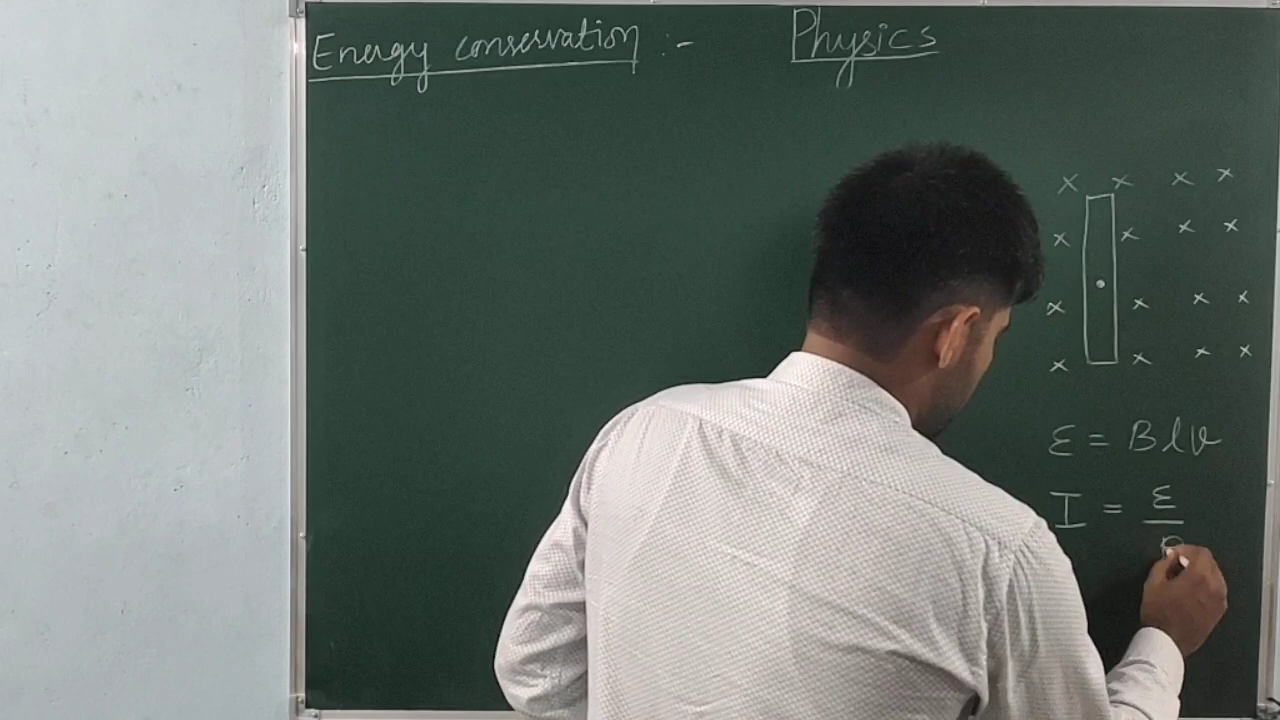 Energy conservation :-
Physics
x x x x
x x x
x x x x
x x x x
ε = Blv
I = ε / R